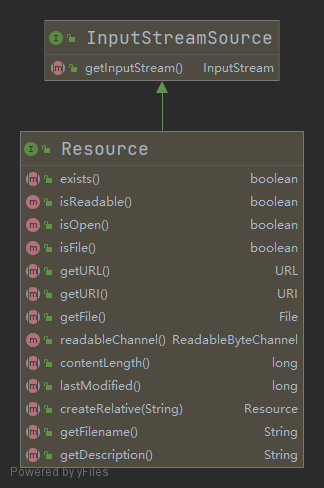 InputStreamSource
getInputStream() InputStream
Resource
exists() boolean
isReadable() boolean
isOpen() boolean
isFile() boolean
getURL() URL
getURI() URI
getFile() File
readableChannel() ReadableByteChannel
contentLength() long
lastModified() long
createRelative(String) Resource
getFilename() String
getDescription() String
Powered by yFiles